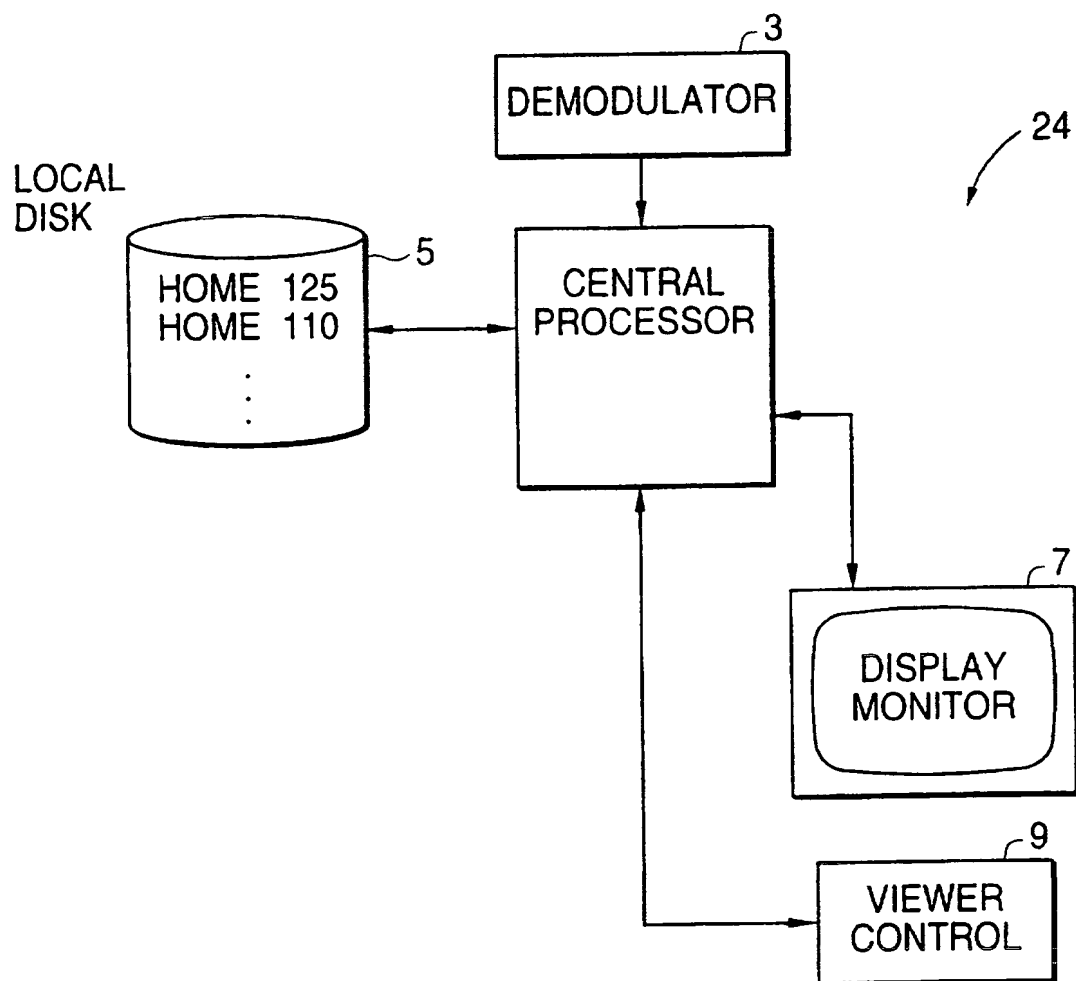 3
DEMODULATOR
24
LOCAL
DISK
5
HOME 125
HOME 110
.
.
.
CENTRAL
PROCESSOR
7
DISPLAY
MONITOR
9
VIEWER
CONTROL